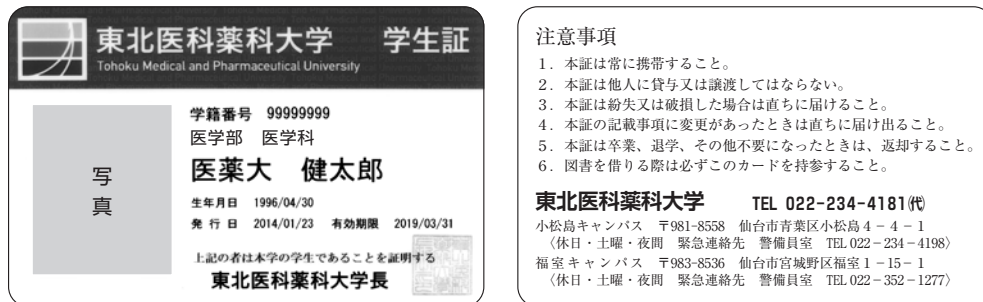 東北医科薬科大学 学生証
Tohoku Medical and Pharmaceutical University
写
真
学籍番号 99999999
医学部 医学科
医薬大 健太郎
生年月日 1996/04/30
発行日 2014/01/23 有効期限 2019/03/31
上記の者は本学の学生であることを証明する
東北医科薬科大学長
注意事項
1．本証は常に携帯すること。
2．本証は他人に貸与又は譲渡してはならない。
3．本証は紛失又は破損した場合は直ちに届けること。
4．本証の記載事項に変更があったときは直ちに届け出ること。
5．本証は卒業、退学、その他不要になったときは、返却すること。
6．図書を借りる際は必ずこのカードを持参すること。
東北医科薬科大学 TEL 022-234-4181㈹
小松島キャンパス 〒981-8558 仙台市青葉区小松島4－4－1
〈休日・土曜・夜間 緊急連絡先 警備員室 TEL 022－234－4198〉
福室キャンパス 〒983-8536 仙台市宮城野区福室1－15－1
〈休日・土曜・夜間 緊急連絡先 警備員室 TEL 022－352－1277〉